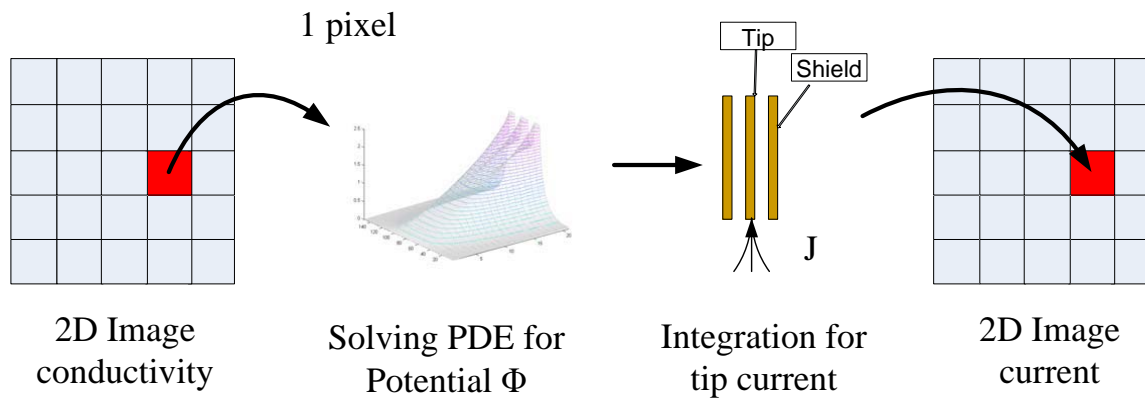 1 pixel
Tip
Shield
J
2D Image
conductivity
Solving PDE for
Potential Φ
Integration for
tip current
2D Image
current